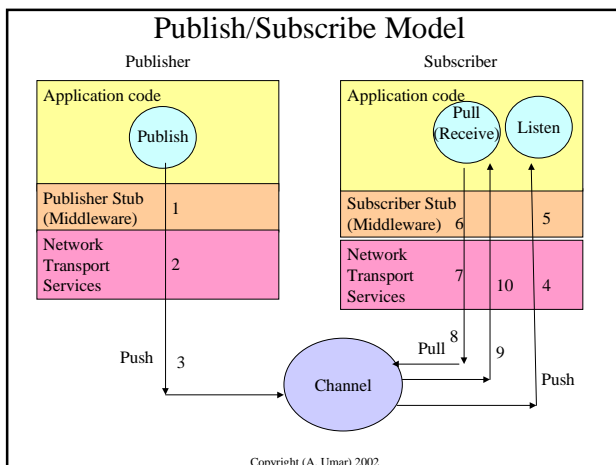 Publish/Subscribe Model
Publisher
Subscriber
Application code
Publish
Publisher Stub
(Middleware)
1
Network
Transport
Services
2
Push
3
Application code
Pull
(Receive)
Listen
Subscriber Stub
(Middleware)
6
5
Network
Transport
Services
7
10
4
8
Pull
9
Channel
Push
Copyright (A. Umar) 2002